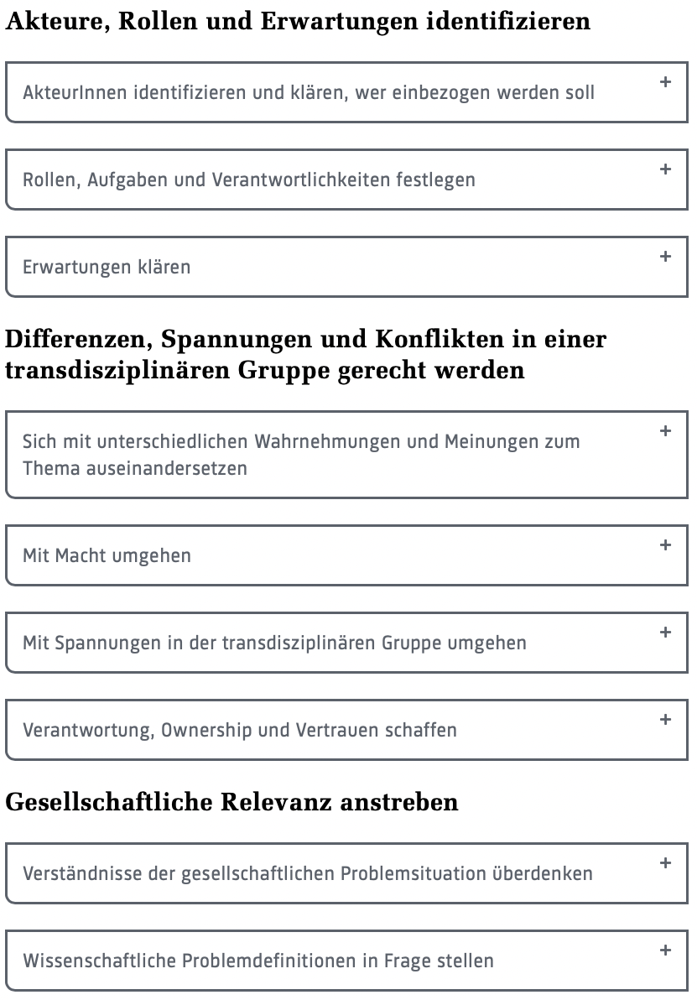 Akteure, Rollen und Erwartungen identifizieren
AkteurInnen identifizieren und klären, wer einbezogen werden soll +
Rollen, Aufgaben und Verantwortlichkeiten festlegen +
Erwartungen klären +
Differenzen, Spannungen und Konflikten in einer
transdisziplinären Gruppe gerecht werden
Sich mit unterschiedlichen Wahrnehmungen und Meinungen zum +
Thema auseinandersetzen
Mit Macht umgehen +
Mit Spannungen in der transdisziplinären Gruppe umgehen +
Verantwortung, Ownership und Vertrauen schaffen +
Gesellschaftliche Relevanz anstreben
Verständnisse der gesellschaftlichen Problemsituation überdenken +
Wissenschaftliche Problemdefinitionen in Frage stellen +